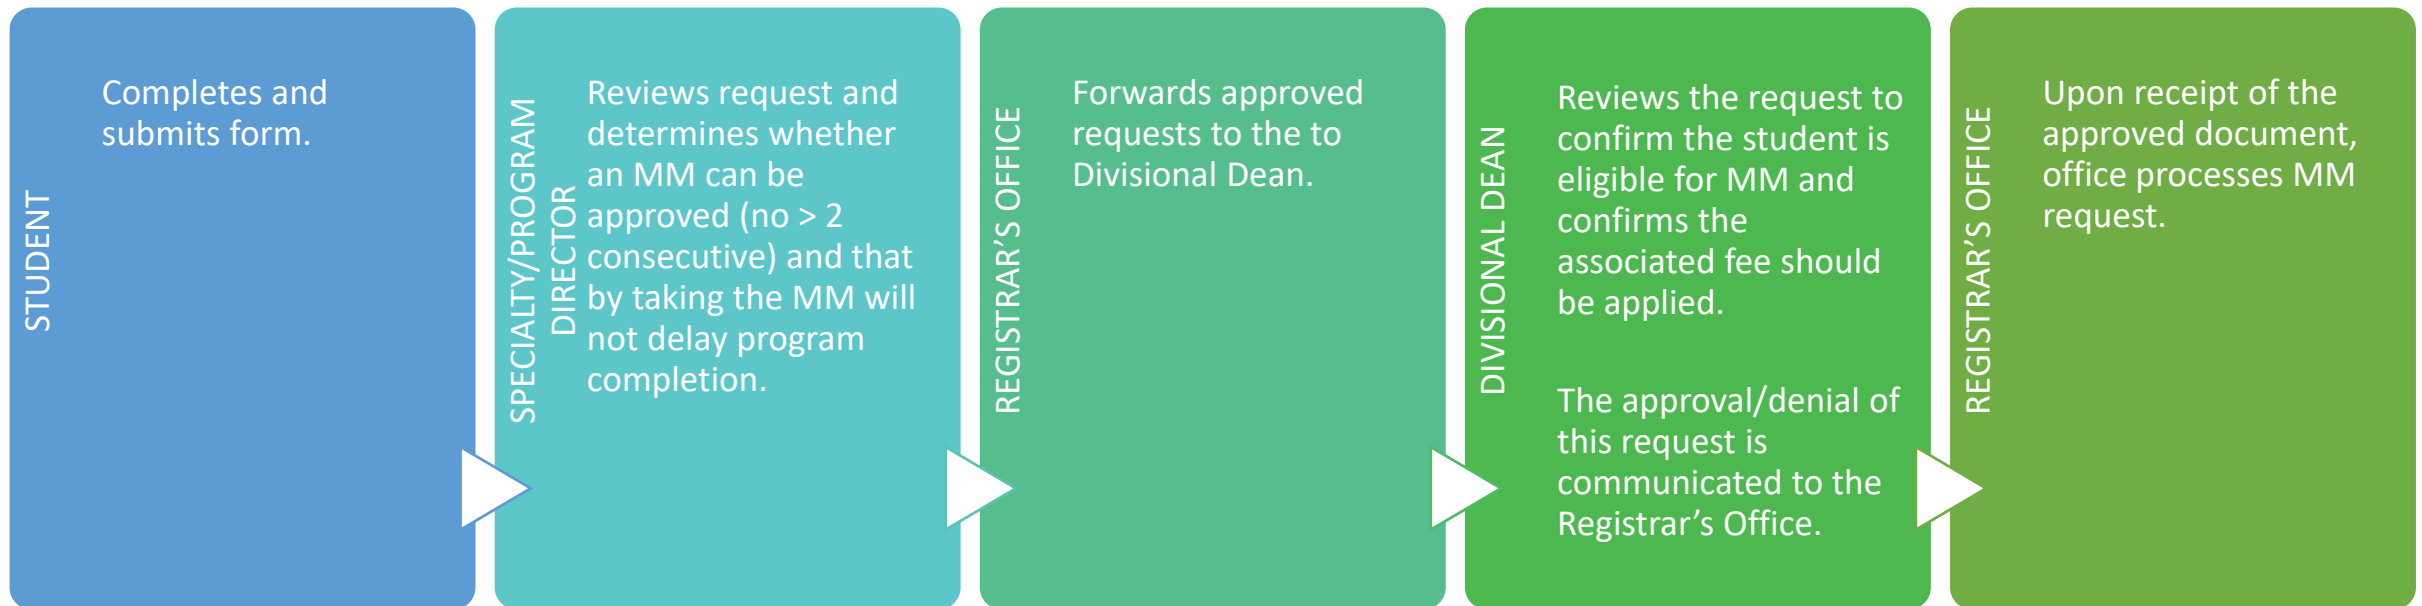 STUDENT
Completes and
submits form.
SPECIALTY/PROGRAM
DIRECTOR
Reviews request and
determines whether
an MM can be
approved (no > 2
consecutive) and that
by taking the MM will
not delay program
completion.
REGISTRAR’S OFFICE
Forwards approved
requests to the to
Divisional Dean.
DIVISIONAL DEAN
Reviews the request to
confirm the student is
eligible for MM and
confirms the
associated fee should
be applied.
The approval/denial of
this request is
communicated to the
Registrar’s Office.
REGISTRAR’S OFFICE
Upon receipt of the
approved document,
office processes MM
request.